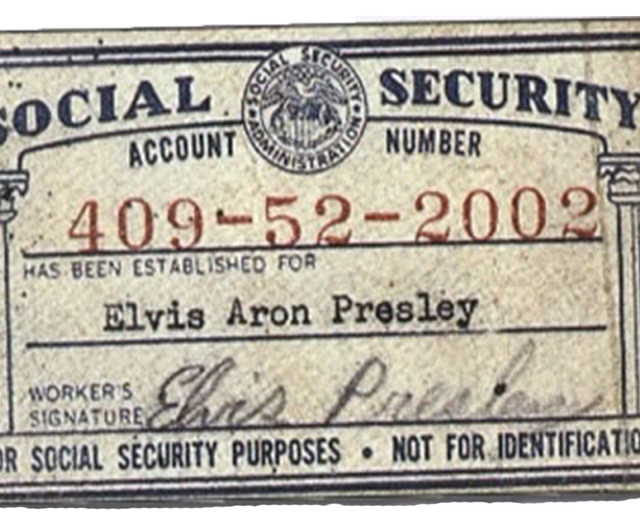 SOCIAL SECURITY
SOCIAL SECURITY ADMINISTRATION
ACCOUNT NUMBER
409-52-2002
HAS BEEN ESTABLISHED FOR
Elvis Aron Presley
WORKER'S
SIGNATURE Elvis Presley
OR SOCIAL SECURITY PURPOSES • NOT FOR IDENTIFICATIO